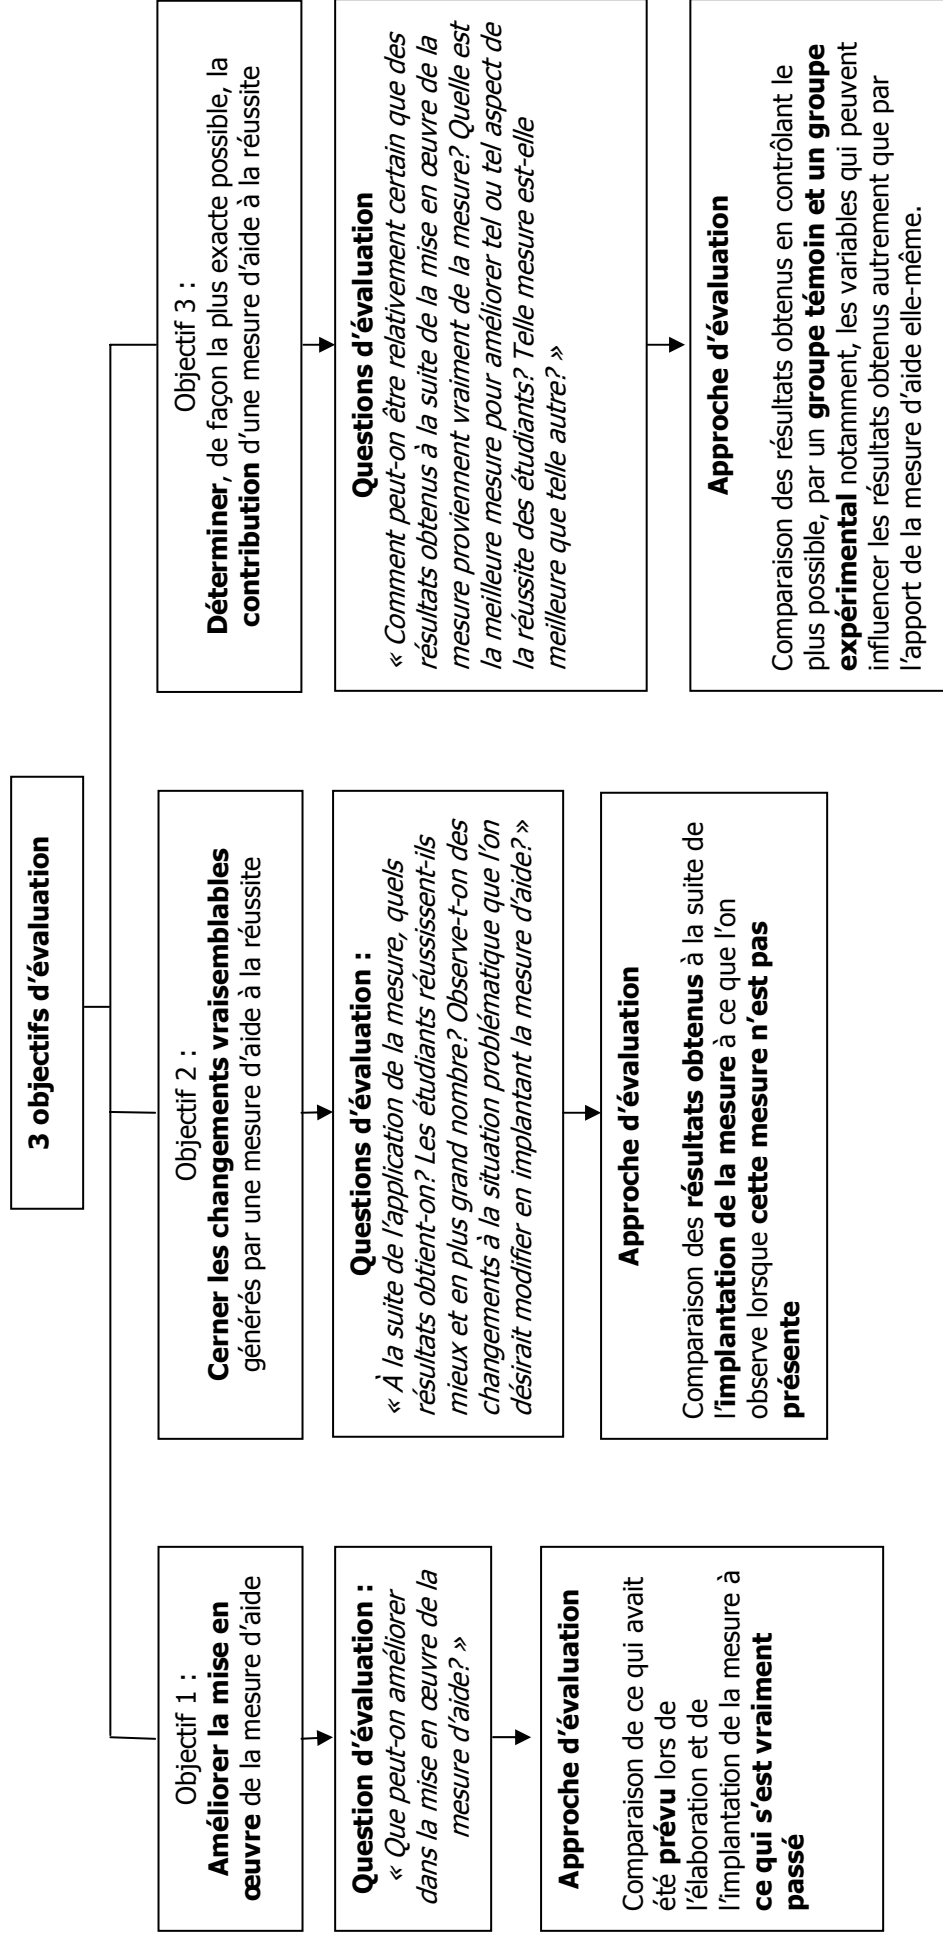 3 objectifs d'évaluation
Objectif 1 :
Améliorer la mise en
œuvre de la mesure d'aide
Question d'évaluation :
« Que peut-on améliorer
dans la mise en œuvre de la
mesure d'aide? »
Approche d'évaluation
Comparaison de ce qui avait
été prévu lors de
l'élaboration et de
l'implantation de la mesure à
ce qui s'est vraiment
passé
Objectif 2 :
Cerner les changements vraisemblables
générés par une mesure d'aide à la réussite
Questions d'évaluation :
« À la suite de l'application de la mesure, quels
résultats obtient-on? Les étudiants réussissent-ils
mieux et en plus grand nombre? Observe-t-on des
changements à la situation problématique que l'on
désirait modifier en implantant la mesure d'aide? »
Approche d'évaluation
Comparaison des résultats obtenus à la suite de
l'implantation de la mesure à ce que l'on
observe lorsque cette mesure n'est pas
présente
Objectif 3 :
Déterminer, de façon la plus exacte possible, la
contribution d'une mesure d'aide à la réussite
Questions d'évaluation
« Comment peut-on être relativement certain que des
résultats obtenus à la suite de la mise en œuvre de la
mesure proviennent vraiment de la mesure? Quelle est
la meilleure mesure pour améliorer tel ou tel aspect de
la réussite des étudiants? Telle mesure est-elle
meilleure que telle autre? »
Approche d'évaluation
Comparaison des résultats obtenus en contrôlant le
plus possible, par un groupe témoin et un groupe
expérimental notamment, les variables qui peuvent
influencer les résultats obtenus autrement que par
l'apport de la mesure d'aide elle-même.